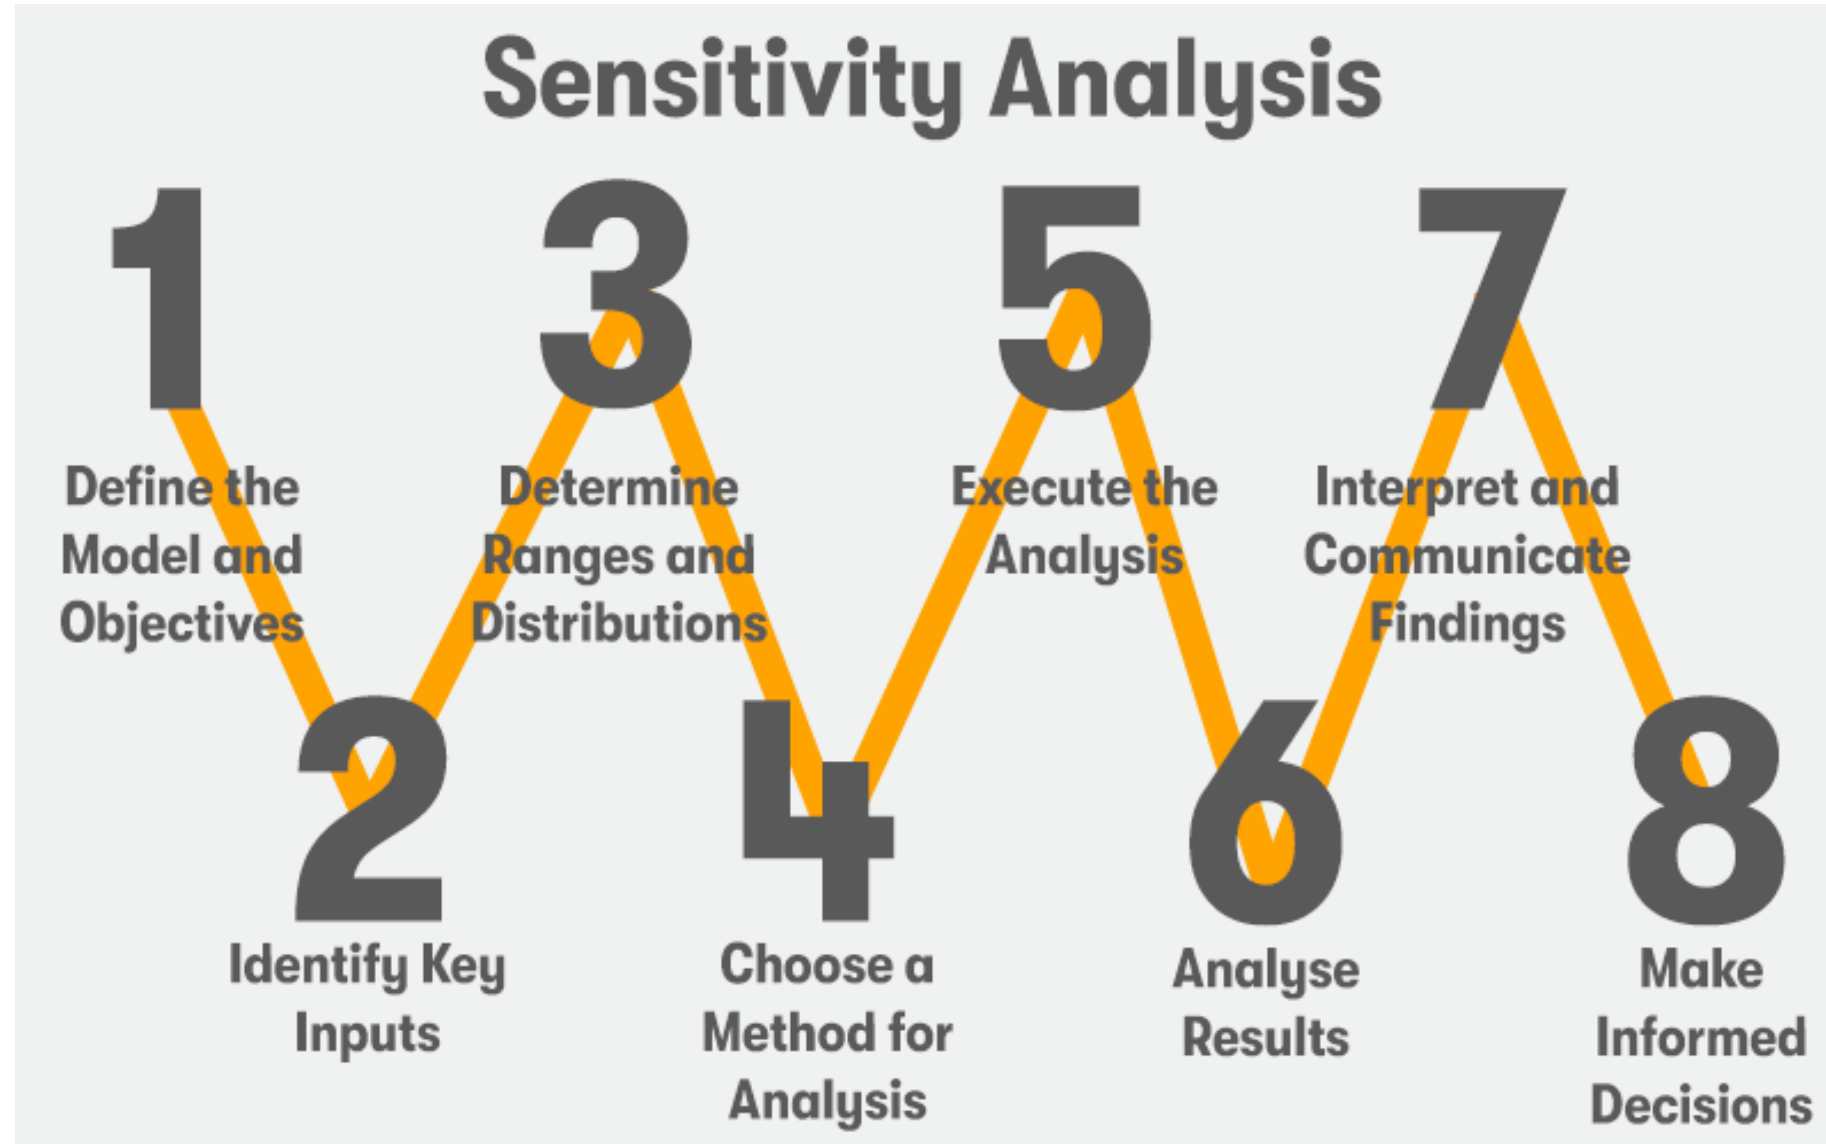 Sensitivity Analysis
1
Define the
Model and
Objectives
2
Identify Key
Inputs
3
Determine
Ranges and
Distributions
4
Choose a
Method for
Analysis
5
Execute the
Analysis
6
Analyse
Results
7
Interpret and
Communicate
Findings
8
Make
Informed
Decisions